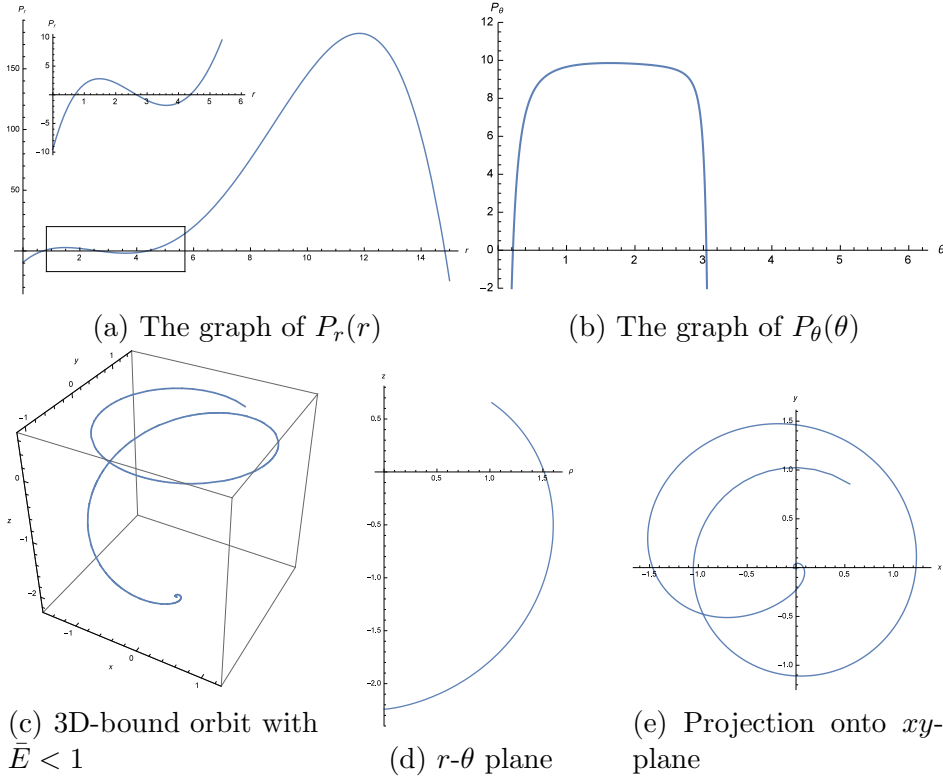 Pᵣ
Pᵣ
10
5
1 2 3 4 5 6 r
−5
−10
150
100
50
2 4 6 8 10 12 14 r
(a) The graph of Pᵣ(r)
P_θ
12
10
8
6
4
2
0
−2
1 2 3 4 5 6 θ
(b) The graph of P_θ(θ)
y
1
0
−1
z
0
−1
−2
−1
0
1
x
(c) 3D-bound orbit with
Ē < 1
z
0.5
0.5 1.0 1.5 ρ
−0.5
−1.0
−1.5
−2.0
(d) r-θ plane
y
1.5
1.0
0.5
−1.5 −1.0 −0.5 0.5 1.0 x
−0.5
−1.0
(e) Projection onto xy-
plane